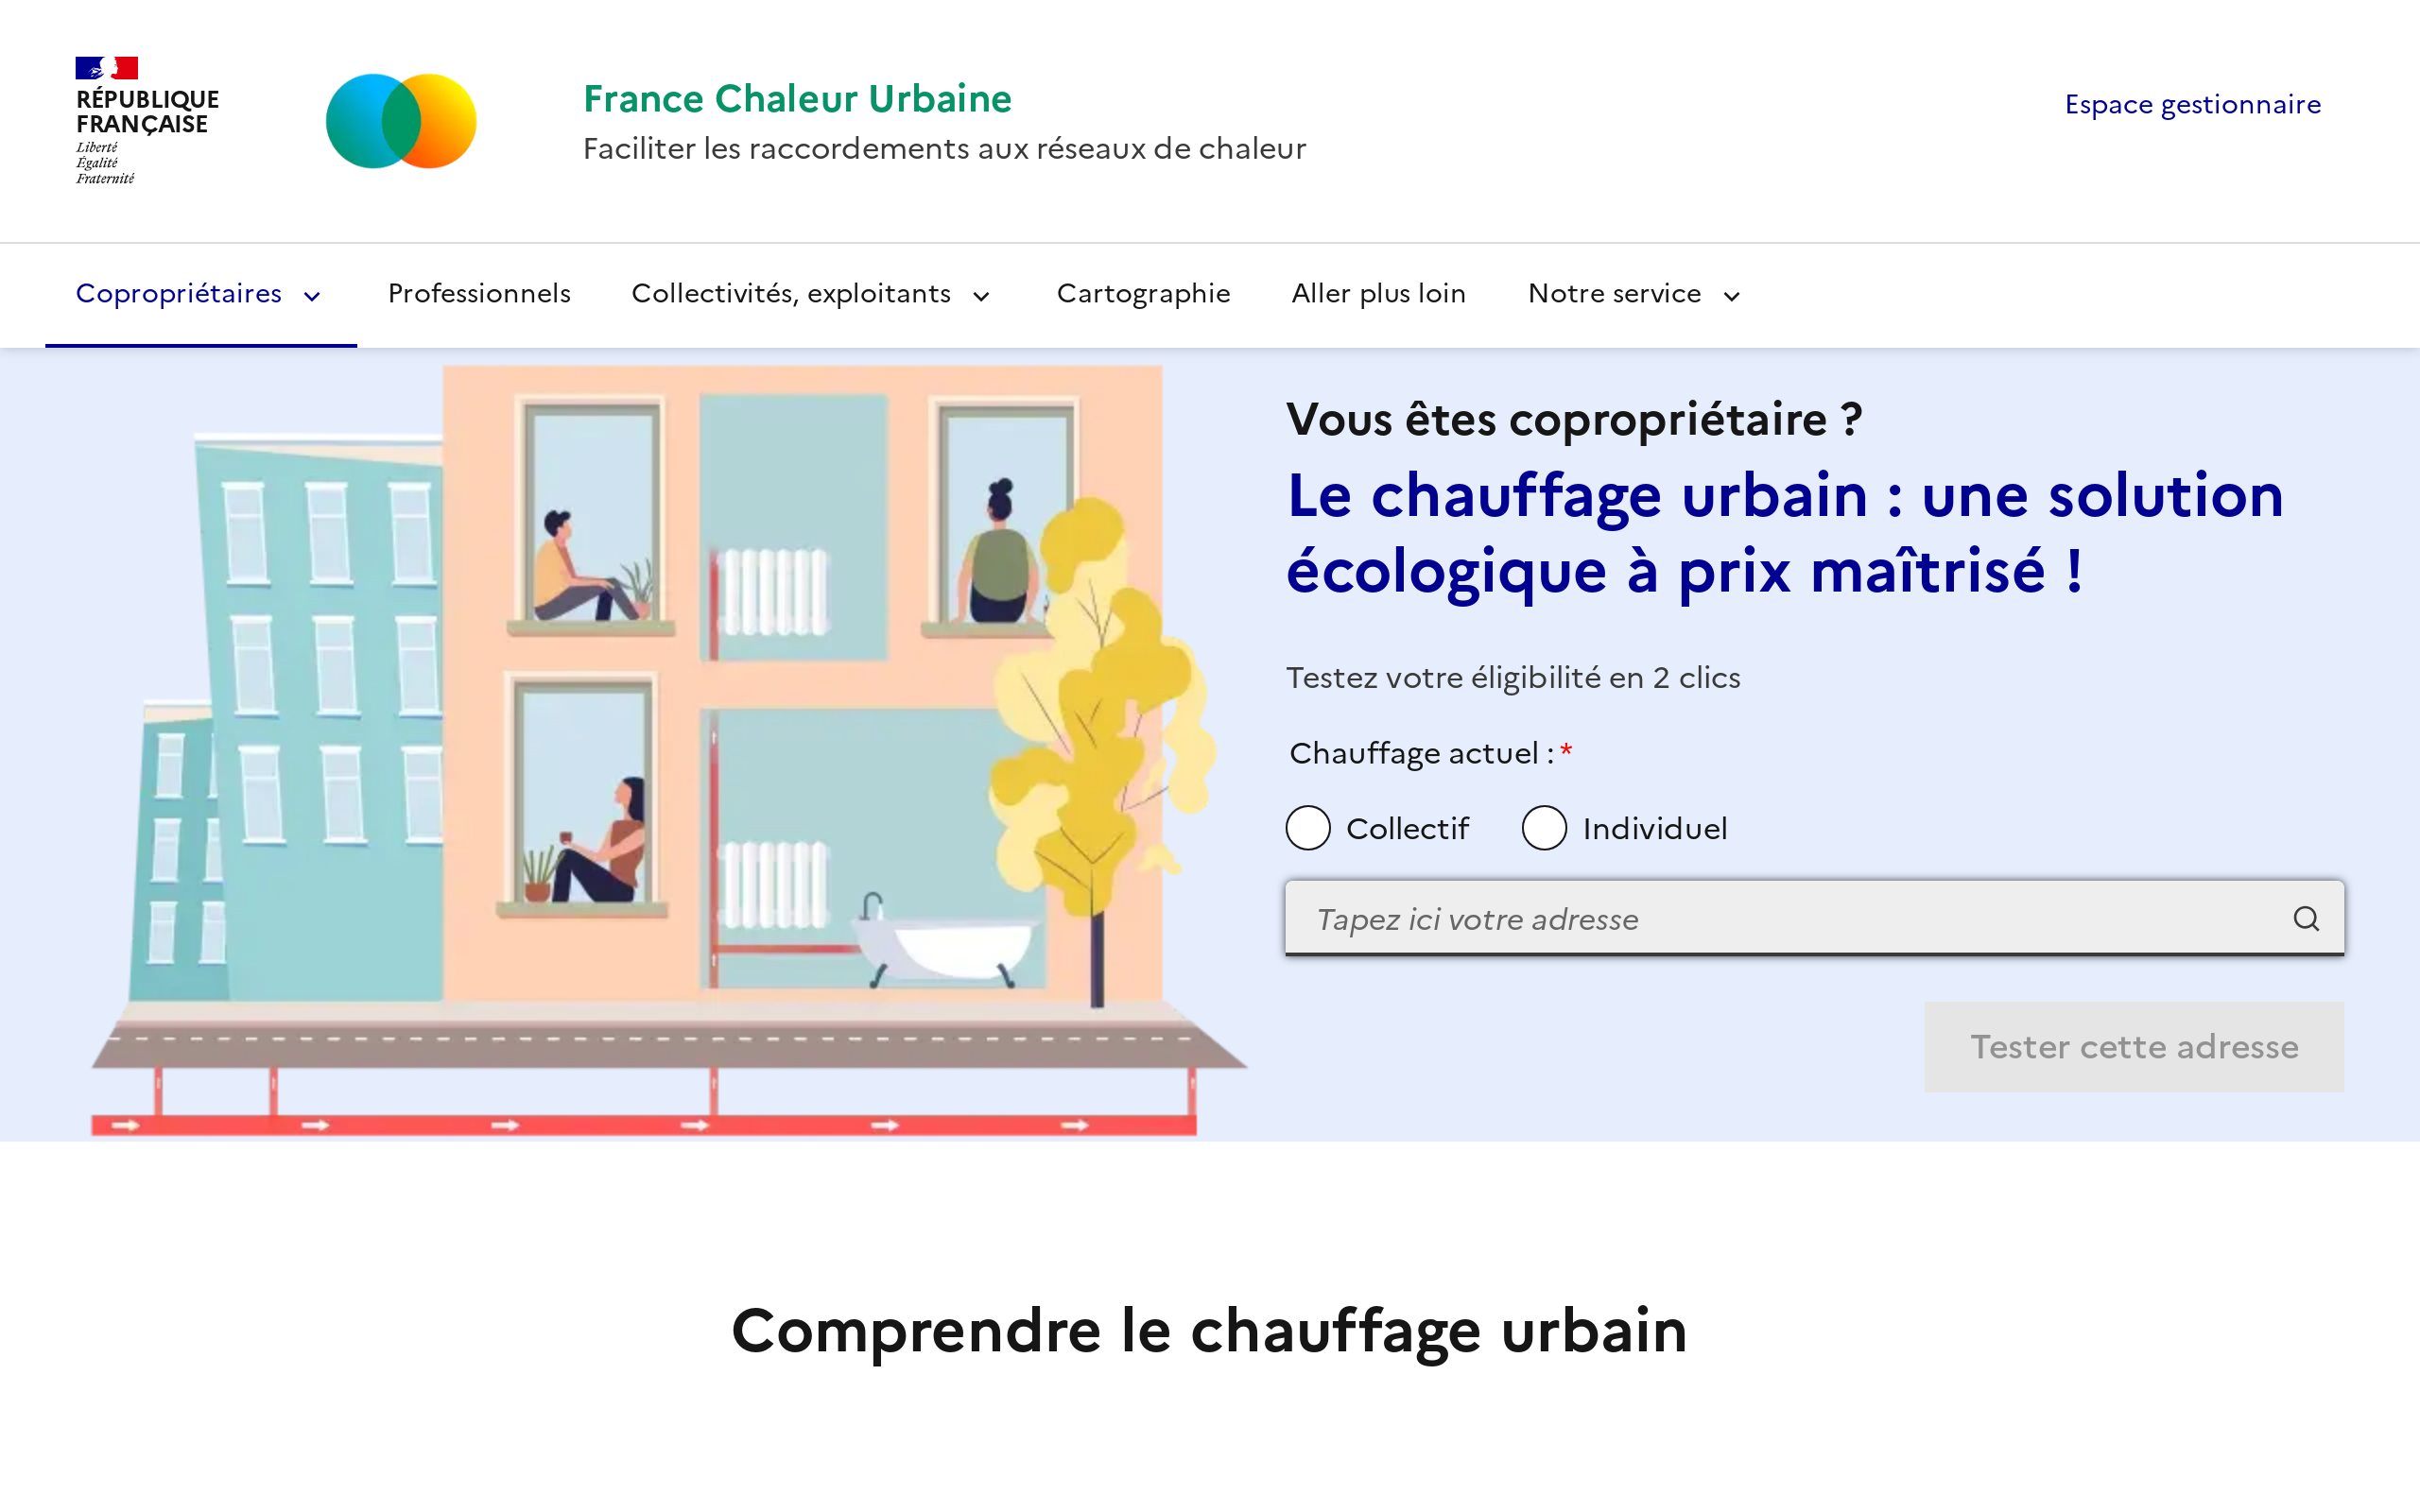 RÉPUBLIQUE
FRANÇAISE
Liberté
Égalité
Fraternité
France Chaleur Urbaine
Faciliter les raccordements aux réseaux de chaleur
Espace gestionnaire
Copropriétaires
Professionnels
Collectivités, exploitants
Cartographie
Aller plus loin
Notre service
Vous êtes copropriétaire ?
Le chauffage urbain : une solution
écologique à prix maîtrisé !
Testez votre éligibilité en 2 clics
Chauffage actuel : *
Collectif
Individuel
Tapez ici votre adresse
Tester cette adresse
Comprendre le chauffage urbain